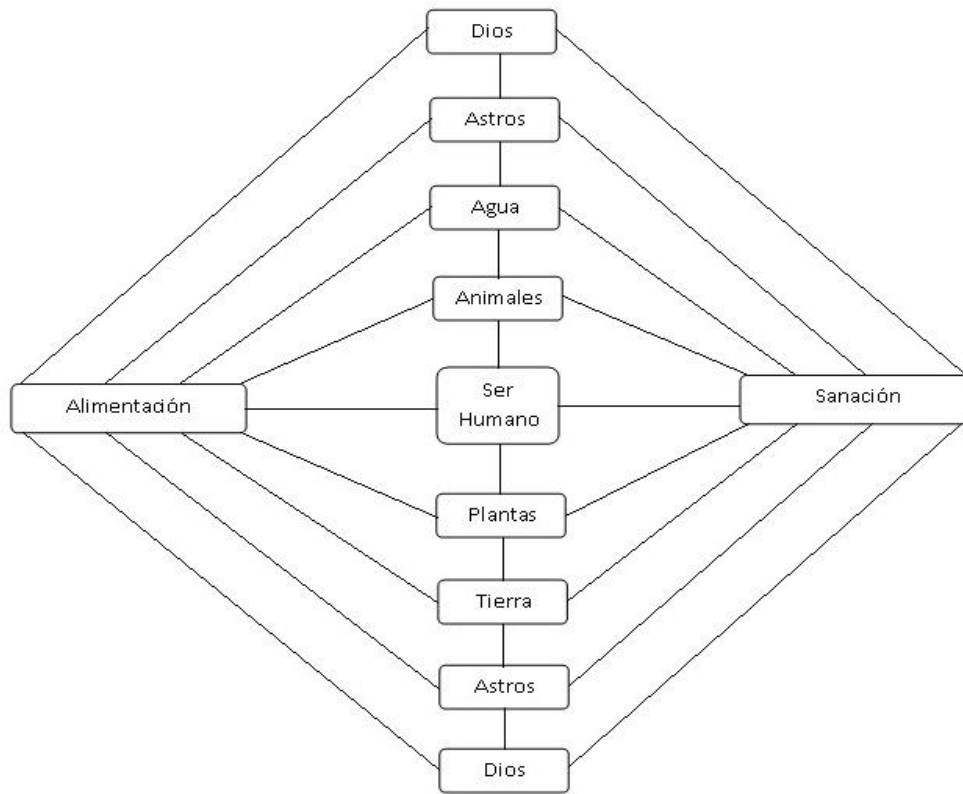 Dios
Astros
Agua
Animales
Alimentación
Ser
Humano
Sanación
Plantas
Tierra
Astros
Dios